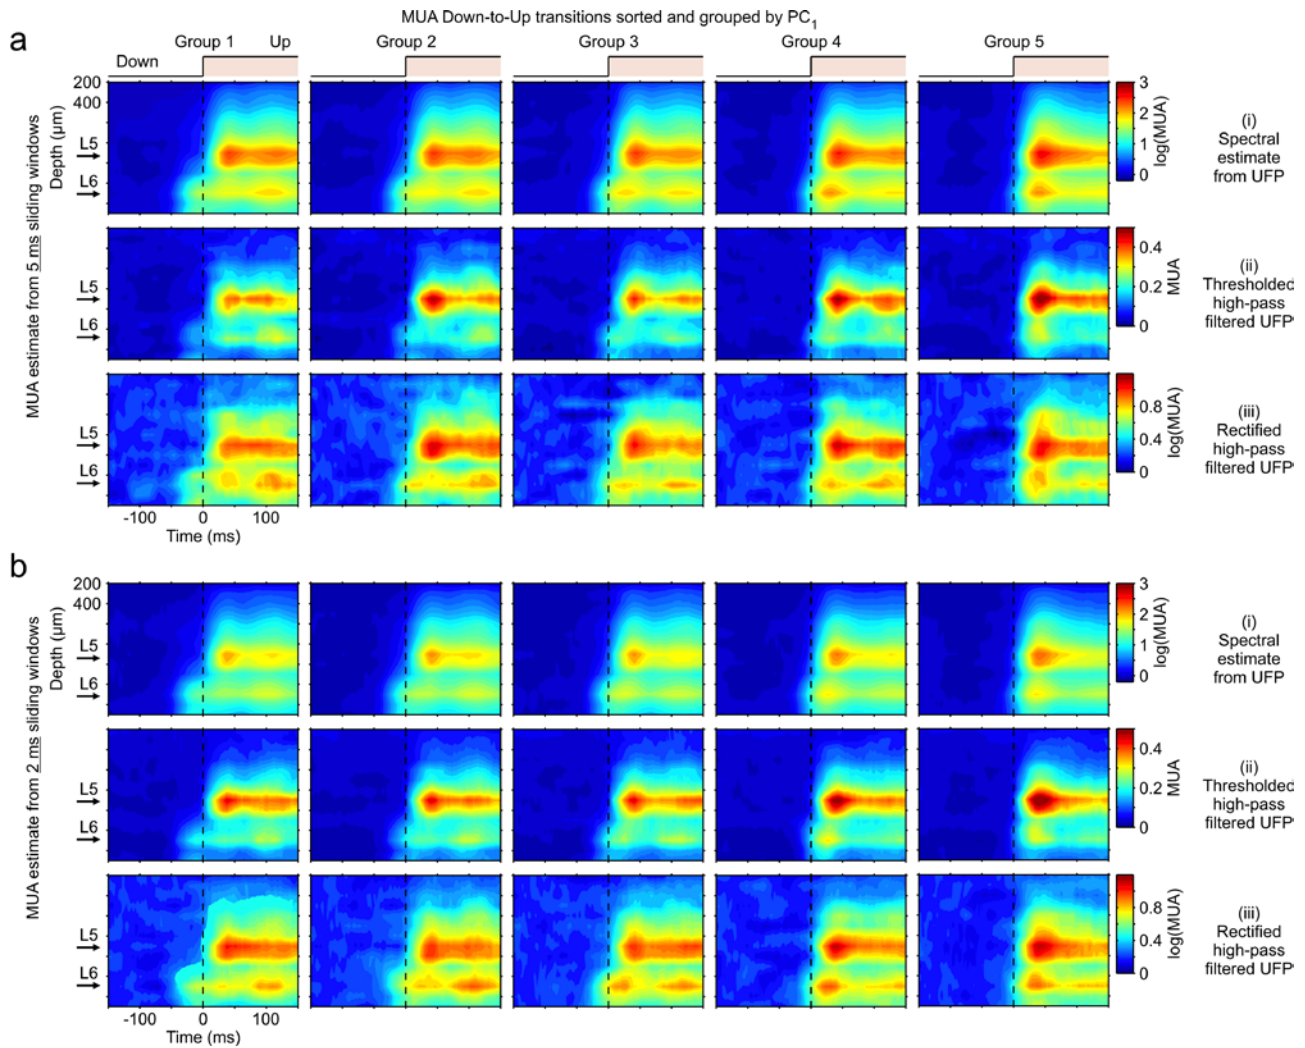 MUA Down-to-Up transitions sorted and grouped by PC1
a
Group 1
Up
Group 2
Group 3
Group 4
Group 5
Down
MUA estimate from 5 ms sliding windows
Depth (µm)
200
400
L5
L6
3
2
1
0
log(MUA)
(i)
Spectral
estimate
from UFP
L5
L6
0.4
0.2
0
MUA
(ii)
Thresholded
high-pass
filtered UFP
L5
L6
0.8
0.4
0
log(MUA)
(iii)
Rectified
high-pass
filtered UFP
-100
0
100
Time (ms)
b
MUA estimate from 2 ms sliding windows
Depth (µm)
200
400
L5
L6
3
2
1
0
log(MUA)
(i)
Spectral
estimate
from UFP
L5
L6
0.4
0.2
0
MUA
(ii)
Thresholded
high-pass
filtered UFP
L5
L6
0.8
0.4
0
log(MUA)
(iii)
Rectified
high-pass
filtered UFP
-100
0
100
Time (ms)